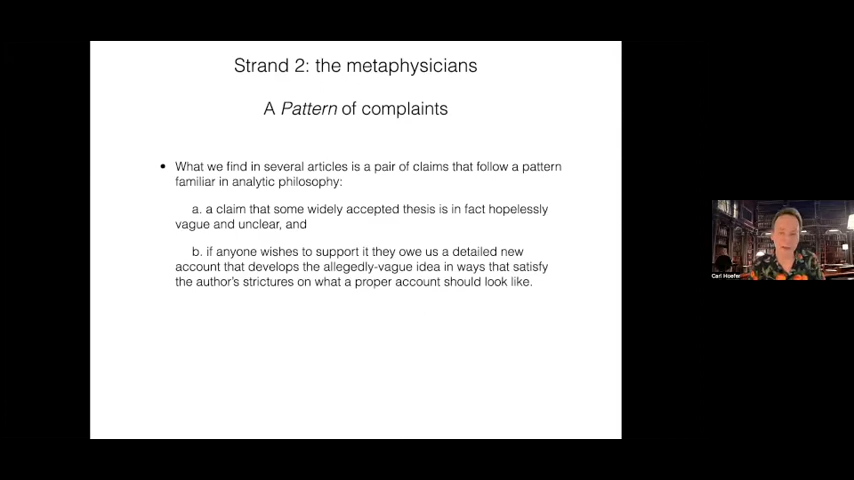 Strand 2: the metaphysicians
A Pattern of complaints
• What we find in several articles is a pair of claims that follow a pattern
familiar in analytic philosophy:
a. a claim that some widely accepted thesis is in fact hopelessly
vague and unclear, and
b. if anyone wishes to support it they owe us a detailed new
account that develops the allegedly-vague idea in ways that satisfy
the author's strictures on what a proper account should look like.
Carl Hoefer